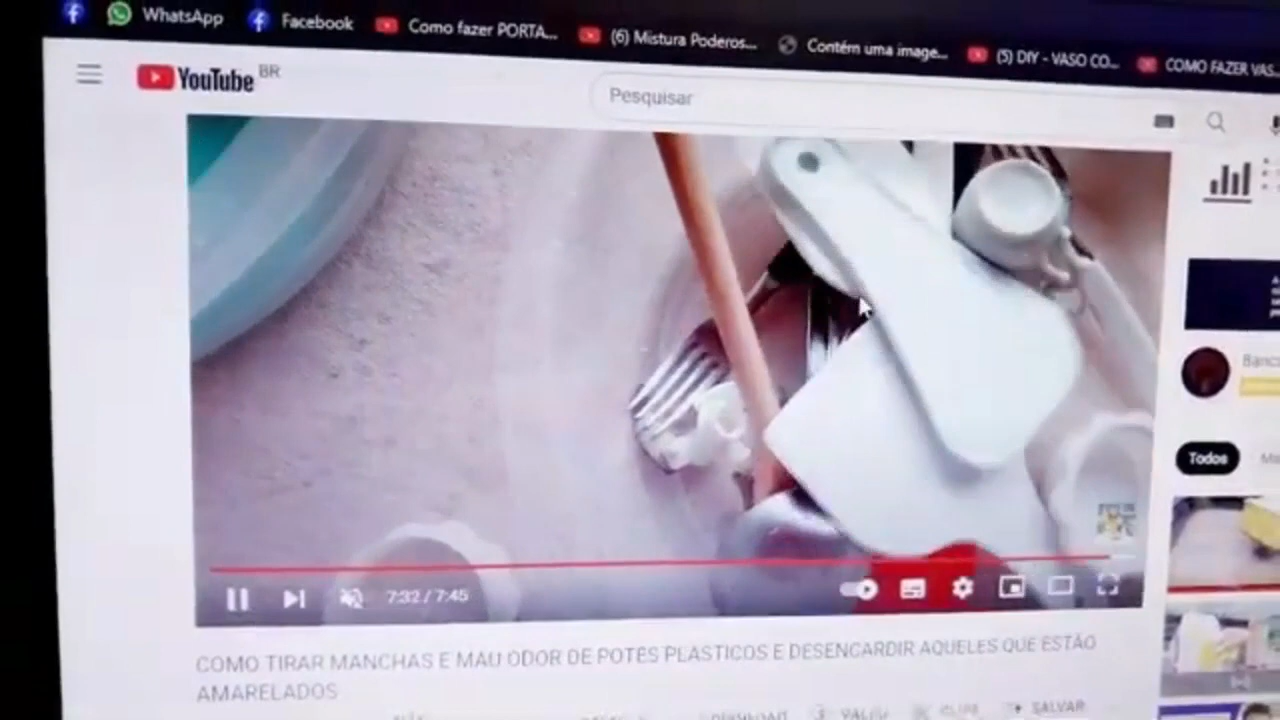 WhatsApp
Facebook
Como fazer PORTA...
(6) Mistura Poderos...
Contém uma image...
(5) DIY - VASO CO...
COMO FAZER VAS...
YouTube BR
Pesquisar
Todos
7:32 / 7:45
COMO TIRAR MANCHAS E MAU ODOR DE POTES PLASTICOS E DESENCARDIR AQUELES QUE ESTÃO
AMARELADOS
SALVAR